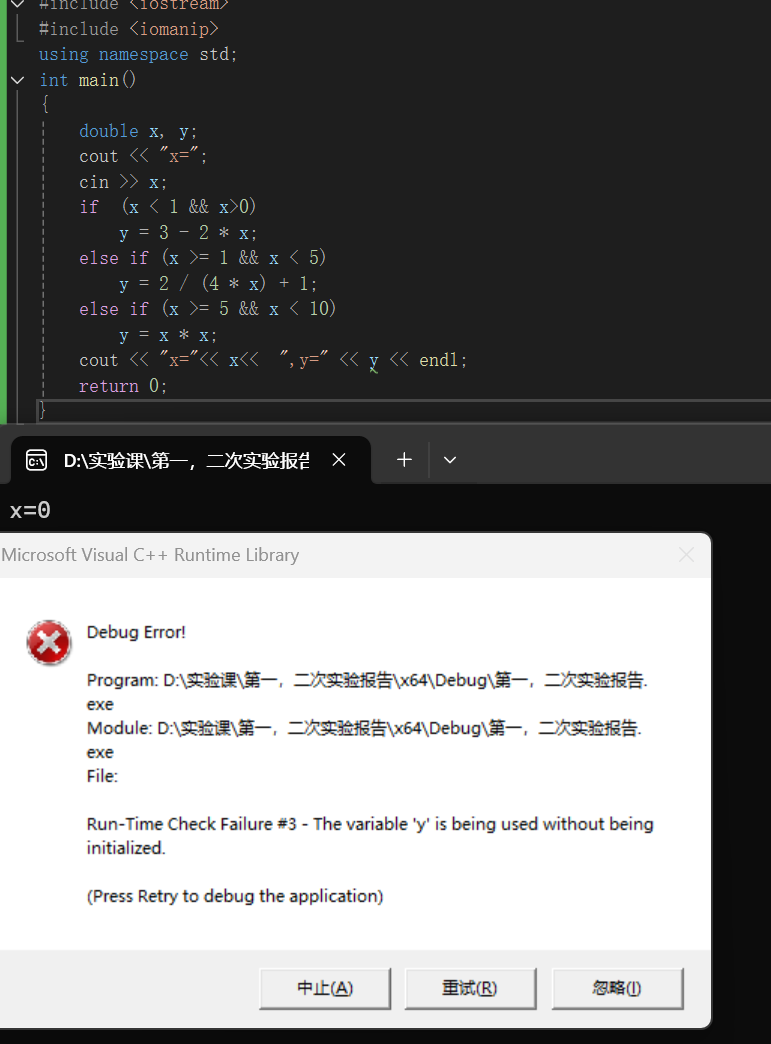 #include <iostream>
#include <iomanip>
using namespace std;
int main()
{
double x, y;
cout << "x=";
cin >> x;
if  (x < 1 && x>0)
y = 3 - 2 * x;
else if (x >= 1 && x < 5)
y = 2 / (4 * x) + 1;
else if (x >= 5 && x < 10)
y = x * x;
cout << "x="<< x<<  ",y=" << y << endl;
return 0;
}
D:\实验课\第一，二次实验报告
x=0
Microsoft Visual C++ Runtime Library
Debug Error!
Program: D:\实验课\第一，二次实验报告\x64\Debug\第一，二次实验报告.
exe
Module: D:\实验课\第一，二次实验报告\x64\Debug\第一，二次实验报告.
exe
File:
Run-Time Check Failure #3 - The variable 'y' is being used without being
initialized.
(Press Retry to debug the application)
中止(A) 重试(R) 忽略(I)